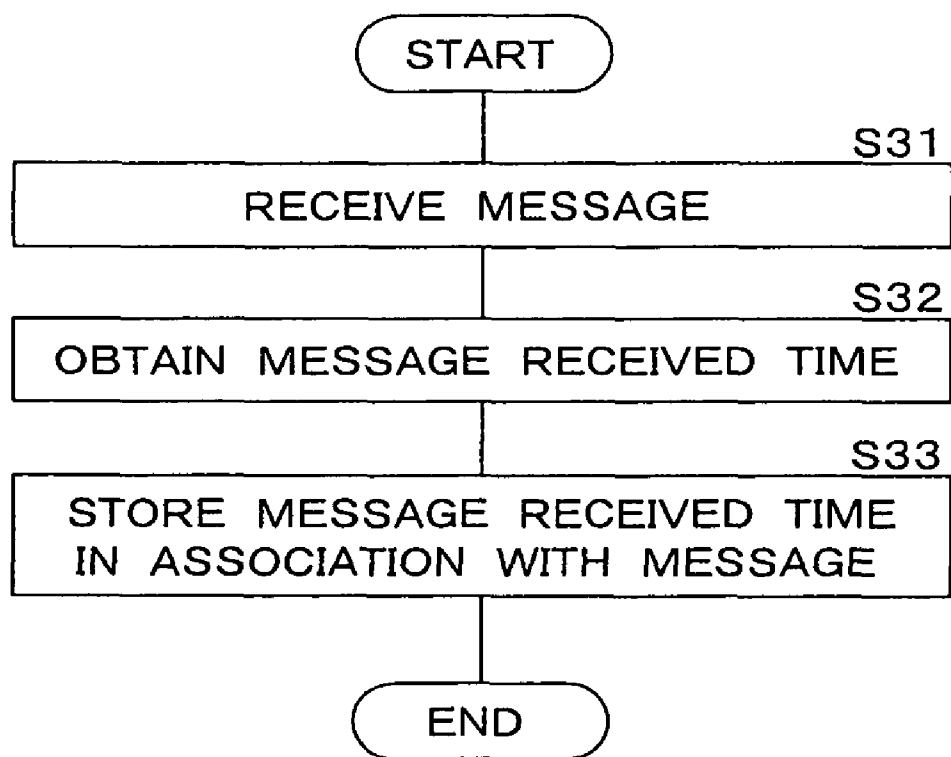 START
S31
RECEIVE MESSAGE
S32
OBTAIN MESSAGE RECEIVED TIME
S33
STORE MESSAGE RECEIVED TIME
IN ASSOCIATION WITH MESSAGE
END